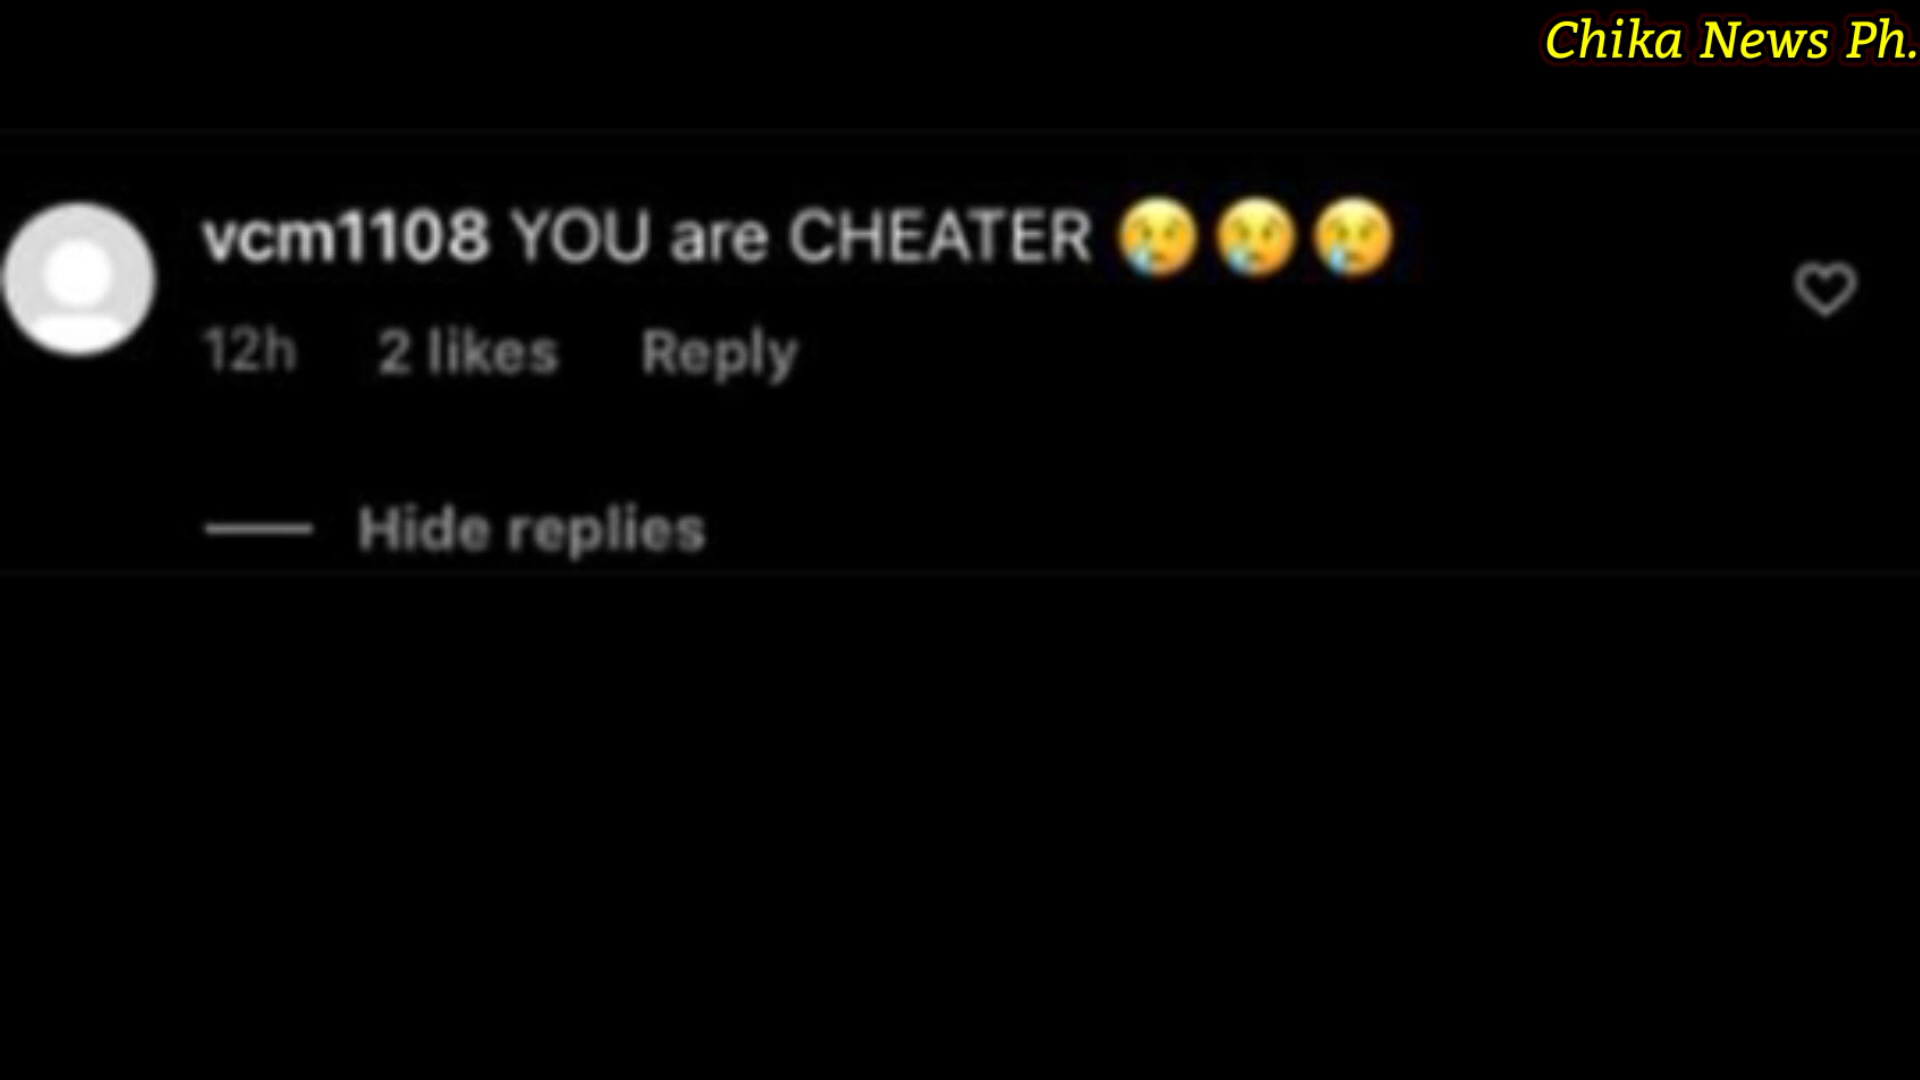 Chika News Ph.
vcm1108 YOU are CHEATER 😢😢😢
12h 2 likes Reply
Hide replies